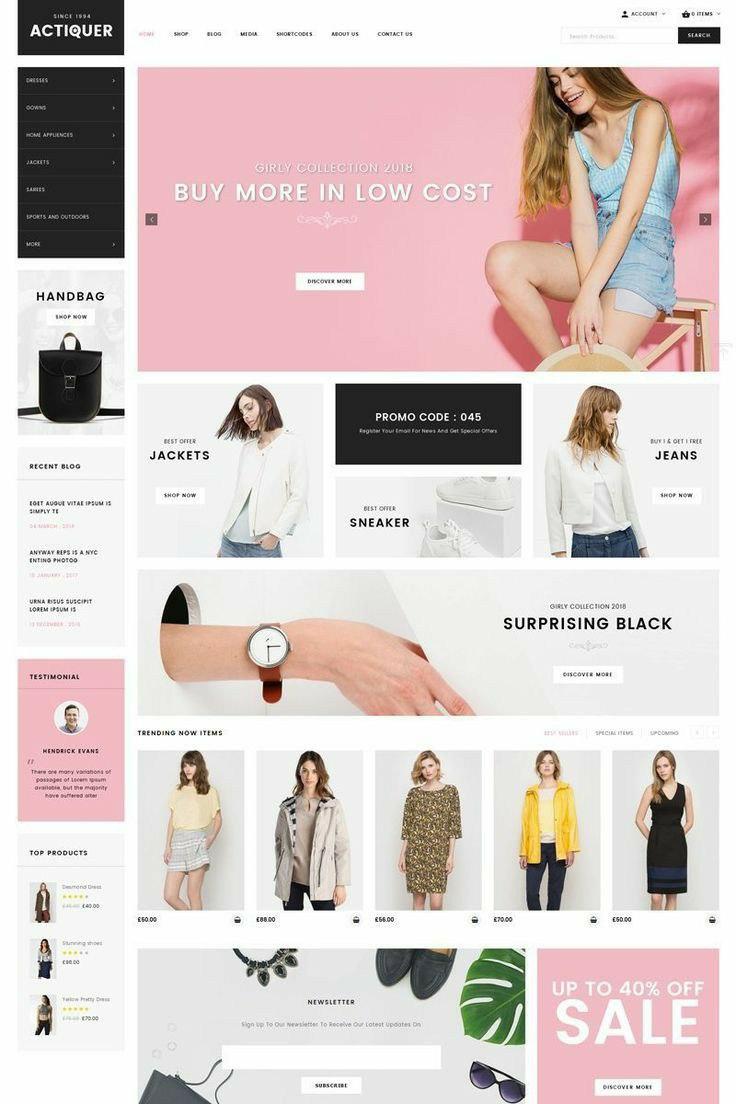 SINCE 1994
ACTIQUER
HOME
SHOP
BLOG
MEDIA
SHORTCODES
ABOUT US
CONTACT US
ACCOUNT
0 ITEMS
Search Products...
SEARCH
DRESSES
GOWNS
HOME APPLIENCES
JACKETS
SAREES
SPORTS AND OUTDOORS
MORE
HANDBAG
SHOP NOW
RECENT BLOG
EGET AUGUE VITAE IPSUM IS
SIMPLY TE
04 MARCH , 2018
ANYWAY REPS IS A NYC
ENTING PHOTOG
10 JANUARY , 2017
URNA RISUS SUSCIPIT
LOREM IPSUM IS
13 DECEMBER , 2016
TESTIMONIAL
HENDRICK EVANS
There are many variations of
passages of Lorem Ipsum
available, but the majority
have suffered alter
TOP PRODUCTS
Desmond Dress
£40.00
Stunning shoes
£98.00
Yellow Pretty Dress
£70.00
GIRLY COLLECTION 2018
BUY MORE IN LOW COST
DISCOVER MORE
BEST OFFER
JACKETS
SHOP NOW
PROMO CODE : 045
Register Your Email For News And Get Special Offers
BEST OFFER
SNEAKER
BUY 1 & GET 1 FREE
JEANS
SHOP NOW
GIRLY COLLECTION 2018
SURPRISING BLACK
DISCOVER MORE
TRENDING NOW ITEMS
BEST SELLERS
SPECIAL ITEMS
UPCOMING
£50.00
£88.00
£56.00
£70.00
£50.00
NEWSLETTER
Sign Up To Our Newsletter To Receive Our Latest Updates On
SUBSCRIBE
UP TO 40% OFF
SALE
DISCOVER MORE